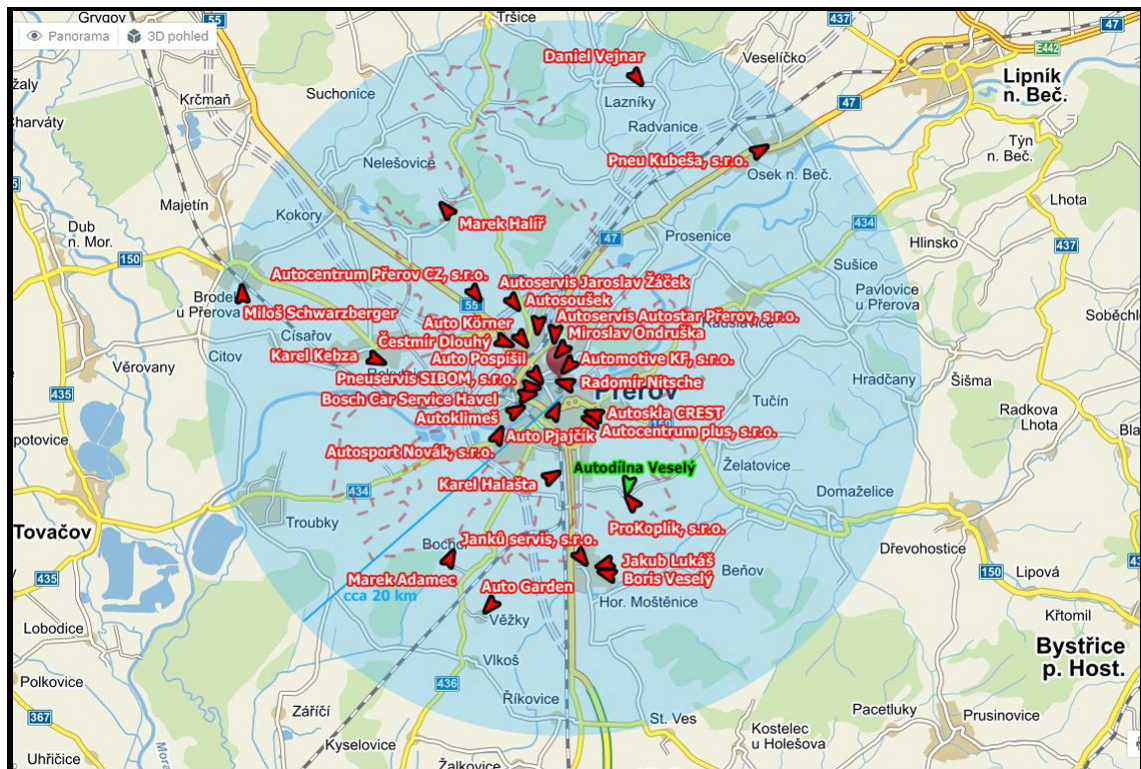 Grygov
55
Tršice
437
47
Panorama
3D pohled
Daniel Vejnar
Veselíčko
E442
Lipník
n. Beč.
Krčmaň
Suchonice
Lazníky
47
Charváty
Radvanice
Týn
n. Beč.
Nelešovice
Pneu Kubeša, s.r.o.
Osek n. Beč.
Majetín
Lhota
Dub
n. Mor.
Kokory
Marek Halíř
434
47
Prosenice
Hlinsko
437
150
Sušice
Autocentrum Přerov CZ, s.r.o.
Autoservis Jaroslav Žáček
Pavlovice
u Přerova
Brodek
u Přerova
55
Autosoušek
Miloš Schwarzberger
Autoservis Autostar Přerov, s.r.o.
Soběchl
Císařov
Auto Körner
Radslavice
Miroslav Ondruška
Čestmír Dlouhý
Citov
Karel Kebza
Auto Pospíšil
Automotive KF, s.r.o.
Věrovany
Pneuservis SIBOM, s.r.o.
Radomír Nitsche
Hradčany
Šišma
435
Přerov
Bosch Car Service Havel
Tučín
Autoklimeš
Autoskla CREST
Radkova
Lhota
150
Auto Pjajčík
Autocentrum plus, s.r.o.
Autosport Novák, s.r.o.
Autodílna Veselý
Želatovice
Karel Halašta
434
Domaželice
Troubky
ProKoplík, s.r.o.
Tovačov
Janků servis, s.r.o.
Dřevohostice
Jakub Lukáš
Beňov
150
Lipová
435
Marek Adamec
Auto Garden
Boris Veselý
cca 20 km
Hor. Moštěnice
Věžky
Křtomil
Lobodice
Bystřice
p. Host.
Vlkoš
Polkovice
436
Říkovice
367
Záříčí
St. Ves
Pacetluky
Prusinovice
Kyselovice
Kostelec
u Holešova
Uhřičice
Žalkovice